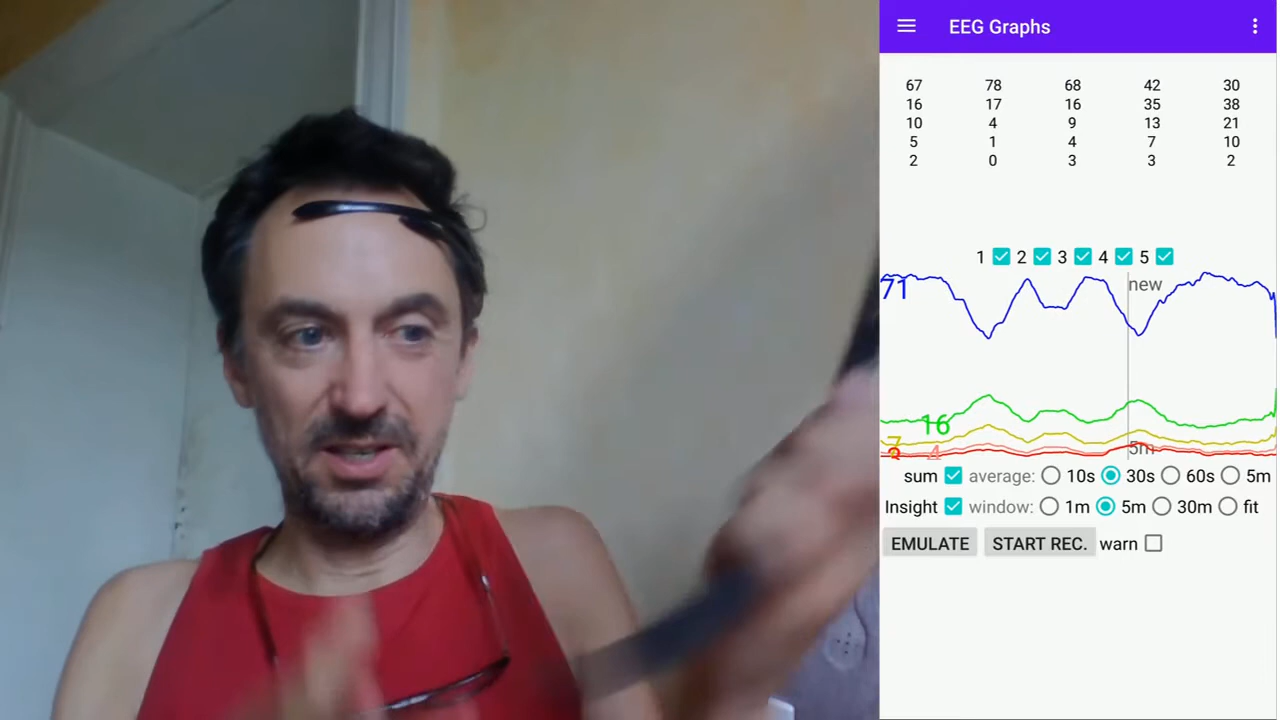 EEG Graphs
67 78 68 42 30
16 17 16 35 38
10 4 9 13 21
5 1 4 7 10
2 0 3 3 2
1 2 3 4 5
71 new
16
7 4 5m
sum average: 10s 30s 60s 5m
Insight window: 1m 5m 30m fit
EMULATE START REC. warn